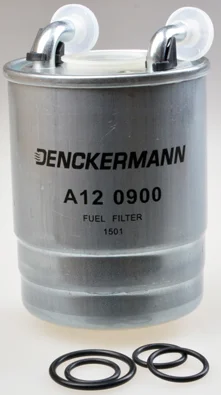 DENCKERMANN
A12 0900
FUEL FILTER
1501